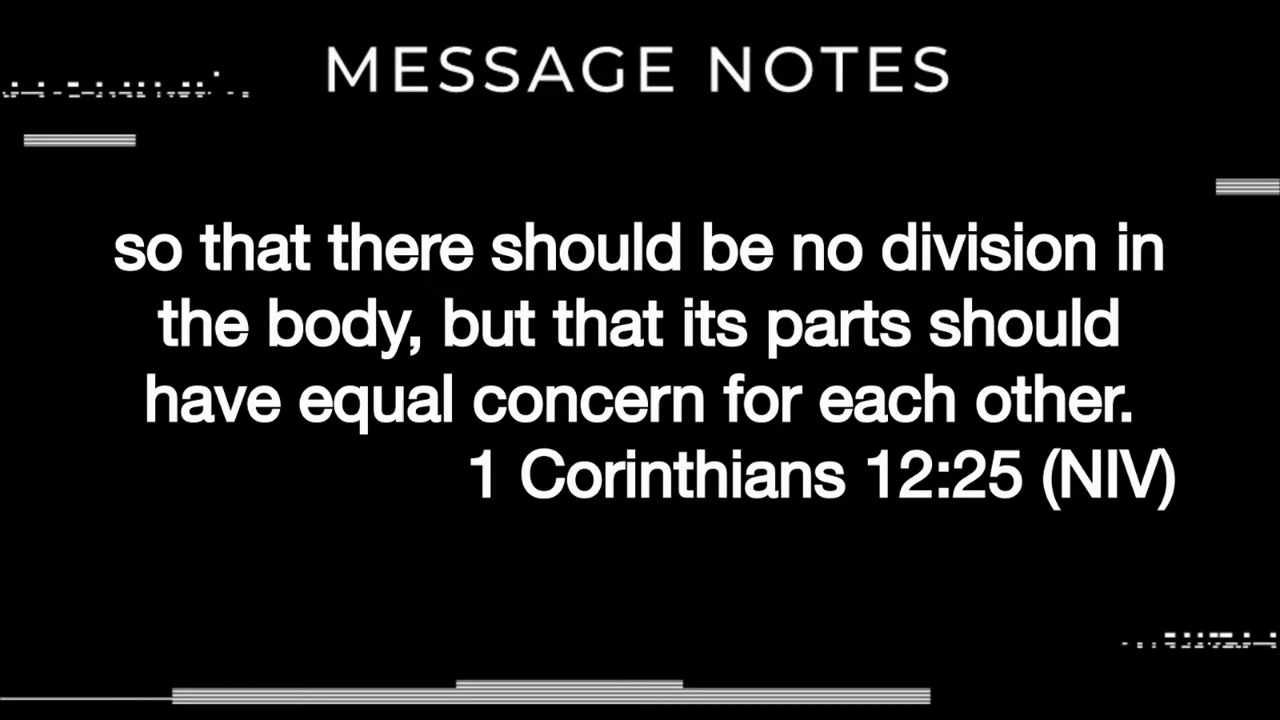 MESSAGE NOTES
so that there should be no division in
the body, but that its parts should
have equal concern for each other.
1 Corinthians 12:25 (NIV)